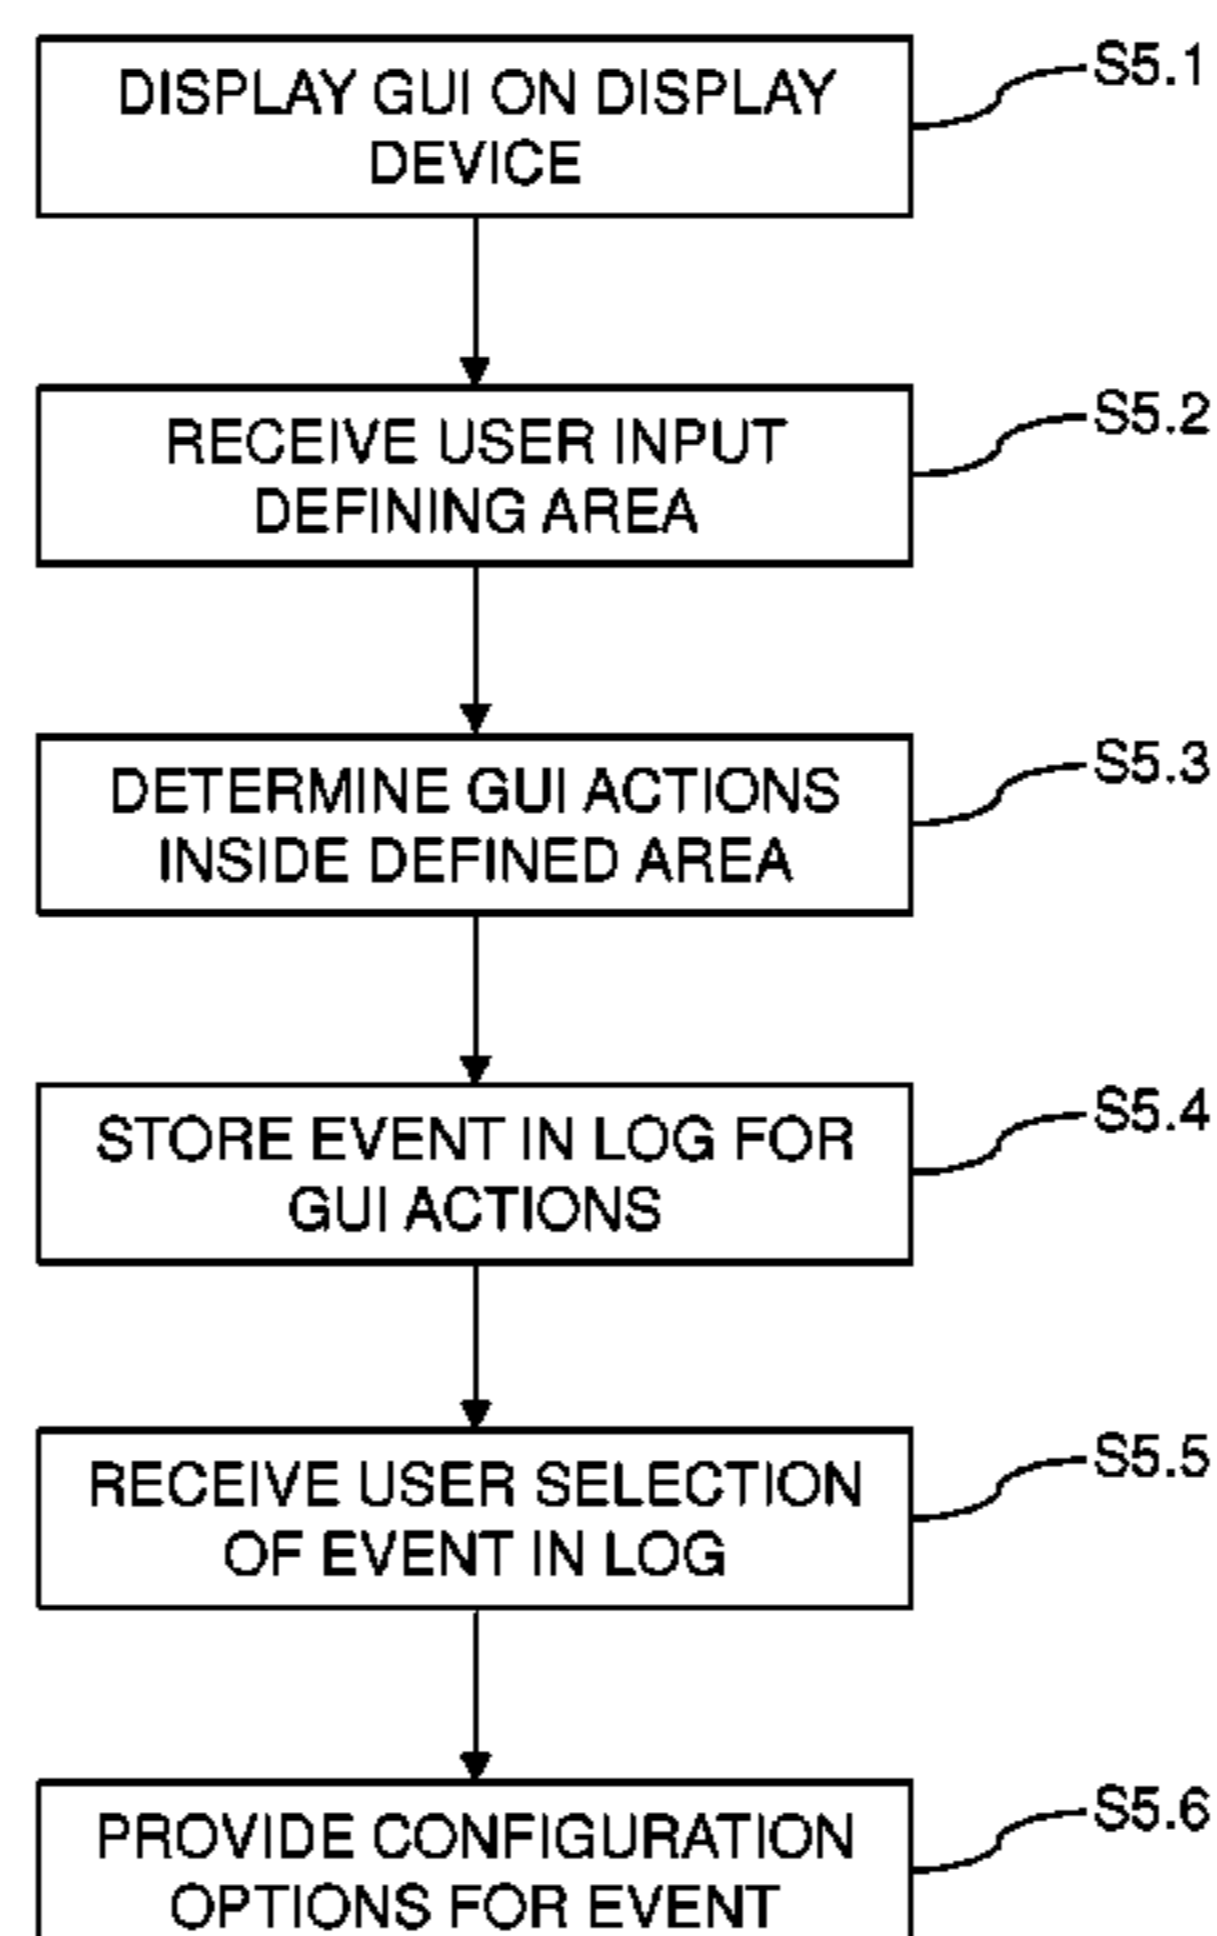 DISPLAY GUI ON DISPLAY
DEVICE
S5.1
RECEIVE USER INPUT
DEFINING AREA
S5.2
DETERMINE GUI ACTIONS
INSIDE DEFINED AREA
S5.3
STORE EVENT IN LOG FOR
GUI ACTIONS
S5.4
RECEIVE USER SELECTION
OF EVENT IN LOG
S5.5
PROVIDE CONFIGURATION
OPTIONS FOR EVENT
S5.6